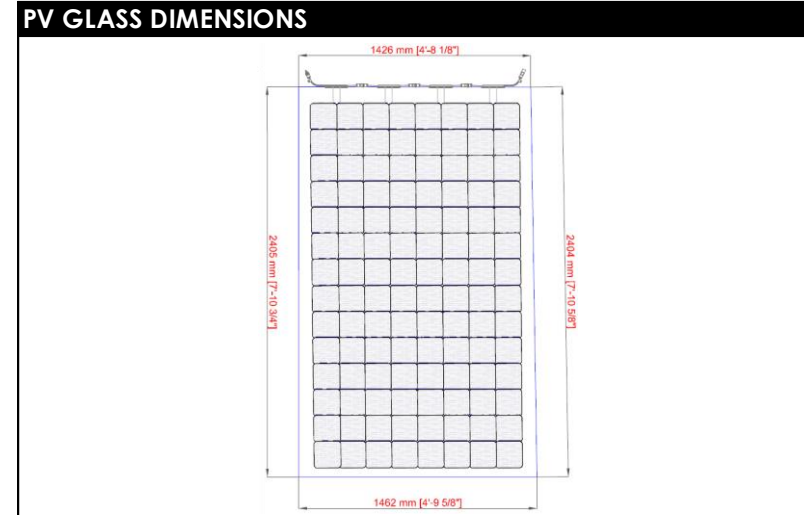 PV GLASS DIMENSIONS
1426 mm [4'-8 1/8"]
2405 mm [7'-10 3/4"]
2404 mm [7'-10 5/8"]
1462 mm [4'-9 5/8"]